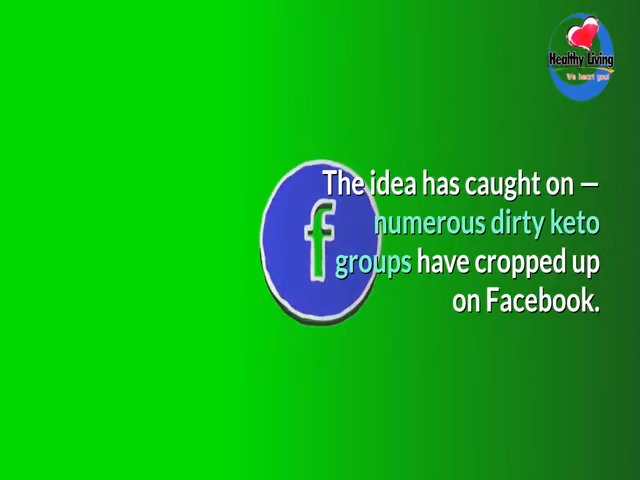 Healthy Living
We heart you!
The idea has caught on —
numerous dirty keto
groups have cropped up
on Facebook.
f